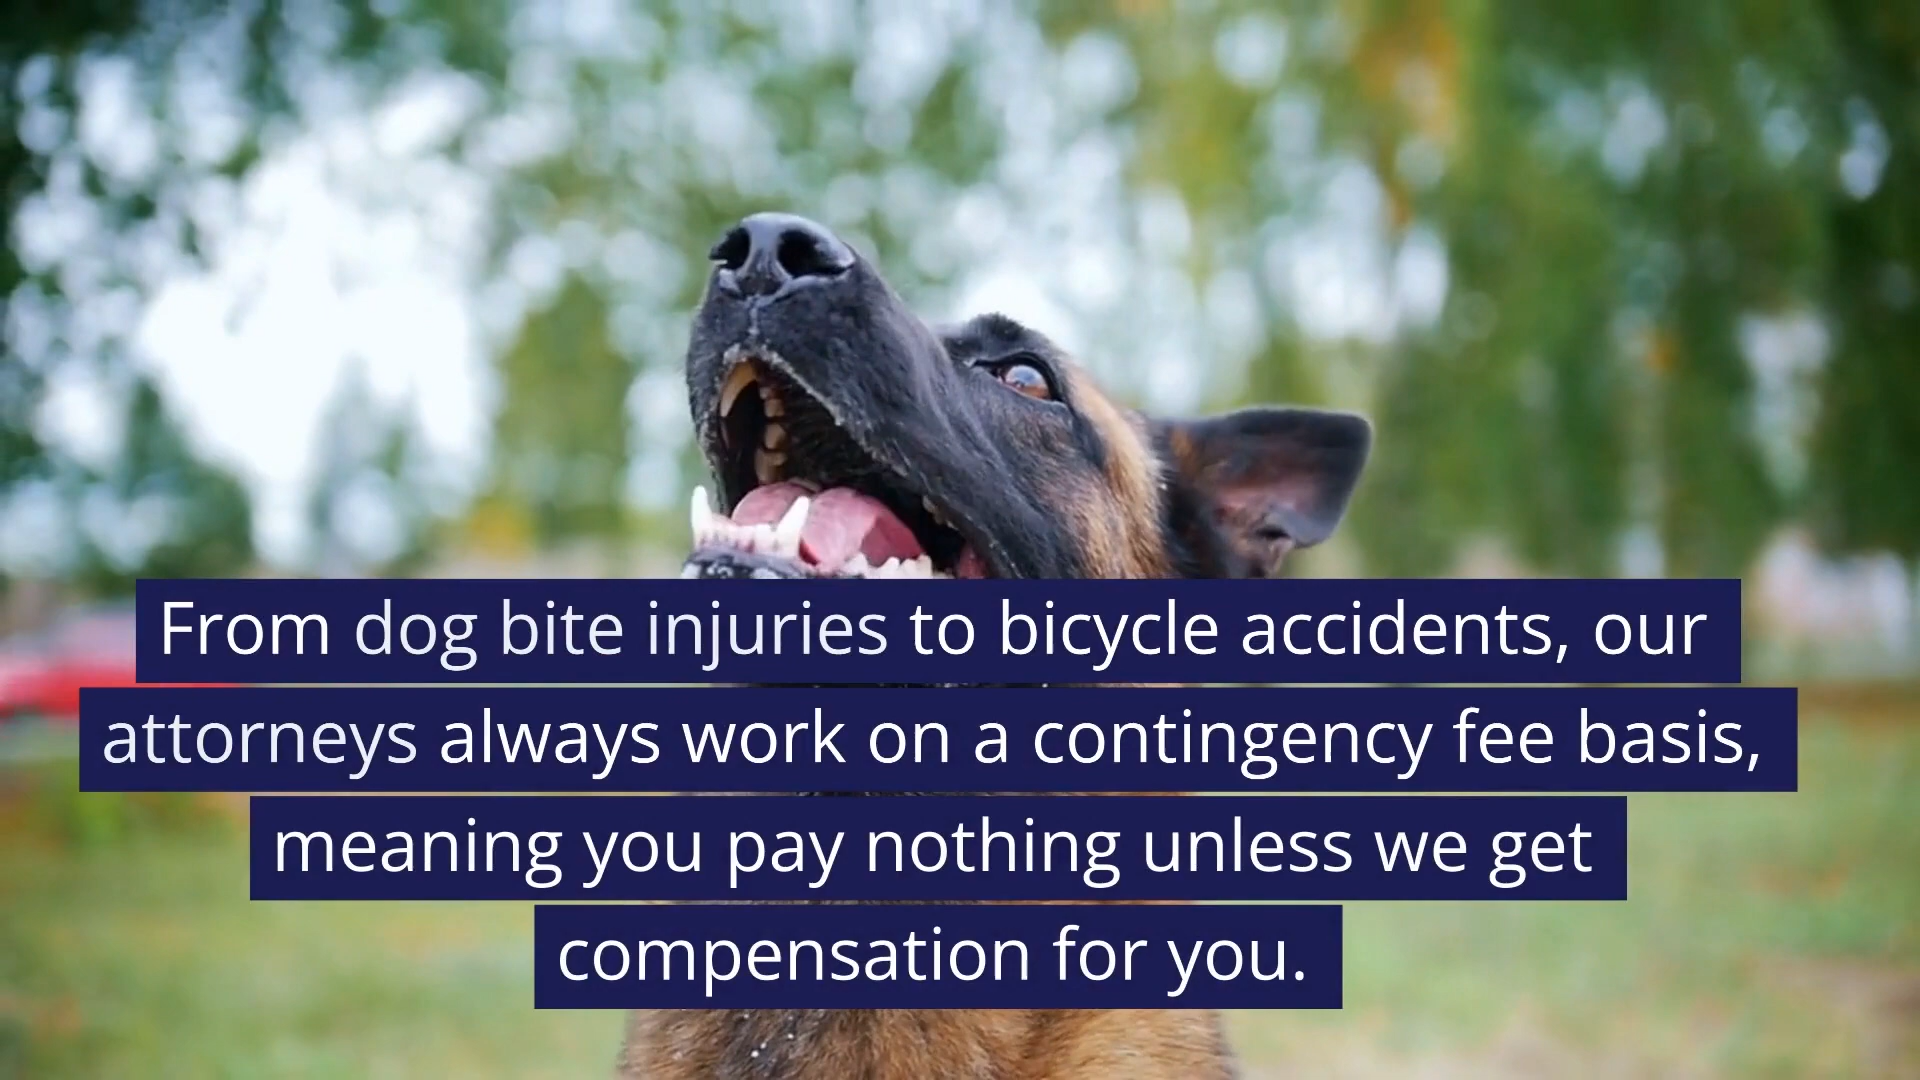 From dog bite injuries to bicycle accidents, our
attorneys always work on a contingency fee basis,
meaning you pay nothing unless we get
compensation for you.